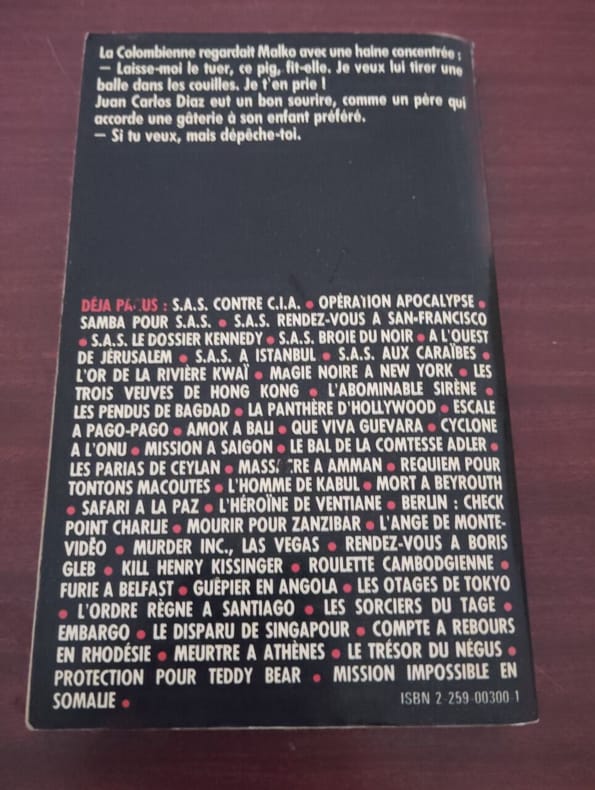 La Colombienne regardait Malko avec une haine concentrée :
— Laisse-moi le tuer, ce pig, fit-elle. Je veux lui tirer une
balle dans les couilles. Je t'en prie !
Juan Carlos Diaz eut un bon sourire, comme un père qui
accorde une gâterie à son enfant préféré.
— Si tu veux, mais dépêche-toi.
DÉJA PARUS : S.A.S. CONTRE C.I.A. • OPÉRATION APOCALYPSE •
SAMBA POUR S.A.S. • S.A.S. RENDEZ-VOUS A SAN-FRANCISCO
• S.A.S. LE DOSSIER KENNEDY • S.A.S. BROIE DU NOIR • A L'OUEST
DE JÉRUSALEM • S.A.S. A ISTANBUL • S.A.S. AUX CARAÏBES •
L'OR DE LA RIVIÈRE KWAÏ • MAGIE NOIRE A NEW YORK • LES
TROIS VEUVES DE HONG KONG • L'ABOMINABLE SIRÈNE •
LES PENDUS DE BAGDAD • LA PANTHÈRE D'HOLLYWOOD • ESCALE
A PAGO-PAGO • AMOK A BALI • QUE VIVA GUEVARA • CYCLONE
A L'ONU • MISSION A SAIGON • LE BAL DE LA COMTESSE ADLER •
LES PARIAS DE CEYLAN • MASSACRE A AMMAN • REQUIEM POUR
TONTONS MACOUTES • L'HOMME DE KABUL • MORT A BEYROUTH
• SAFARI A LA PAZ • L'HÉROÏNE DE VENTIANE • BERLIN : CHECK
POINT CHARLIE • MOURIR POUR ZANZIBAR • L'ANGE DE MONTE-
VIDÉO • MURDER INC., LAS VEGAS • RENDEZ-VOUS A BORIS
GLEB • KILL HENRY KISSINGER • ROULETTE CAMBODGIENNE •
FURIE A BELFAST • GUÊPIER EN ANGOLA • LES OTAGES DE TOKYO
• L'ORDRE RÈGNE A SANTIAGO • LES SORCIERS DU TAGE •
EMBARGO • LE DISPARU DE SINGAPOUR • COMPTE A REBOURS
EN RHODÉSIE • MEURTRE A ATHÈNES • LE TRÉSOR DU NÉGUS •
PROTECTION POUR TEDDY BEAR • MISSION IMPOSSIBLE EN
SOMALIE •
ISBN 2-259-00300-1